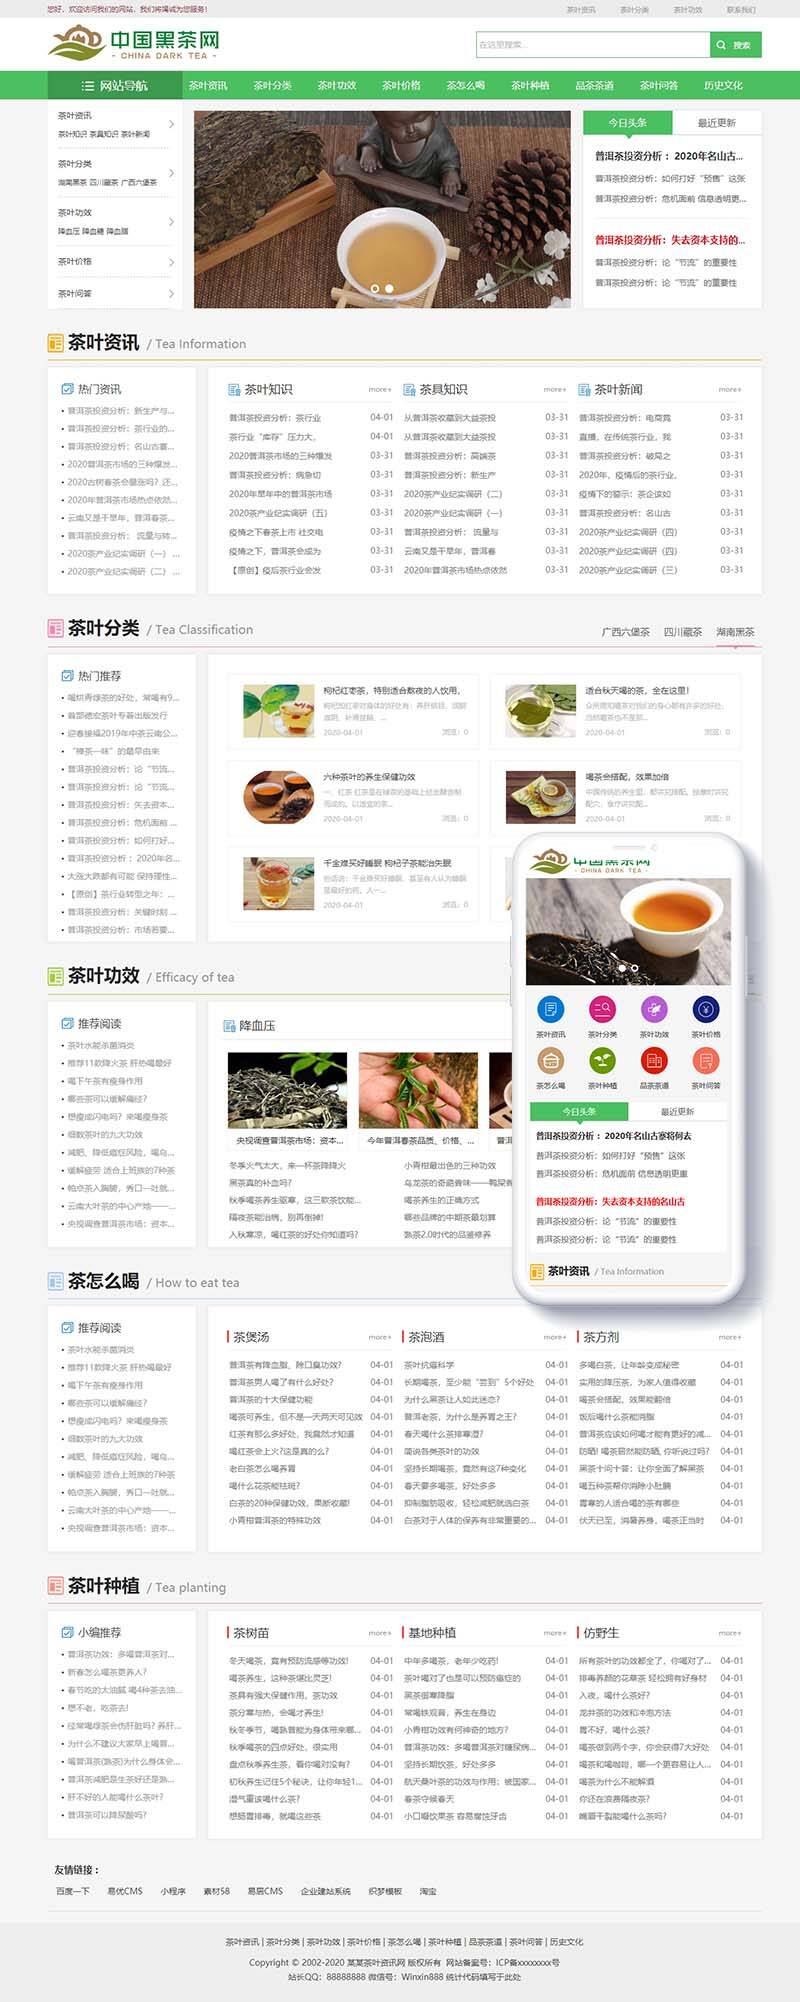 您好，欢迎访问我们的网站，我们将竭诚为您服务！
茶叶资讯 茶叶分类 茶叶功效 联系我们
中国黑茶网
- CHINA DARK TEA -
在这里搜索...
搜索
网站导航 茶叶资讯 茶叶分类 茶叶功效 茶叶价格 茶怎么喝 茶叶种植 品茶茶道 茶叶问答 历史文化
茶叶资讯
茶叶知识 茶具知识 茶叶新闻
茶叶分类
湖南黑茶 四川藏茶 广西六堡茶
茶叶功效
降血压 降血糖 降血脂
茶叶价格
茶叶问答
今日头条 最近更新
普洱茶投资分析 ：2020年名山古...
普洱茶投资分析：如何打好“预售”这张
普洱茶投资分析：危机面前 信息透明更...
普洱茶投资分析：失去资本支持的...
普洱茶投资分析：论“节流”的重要性
普洱茶投资分析：论“节流”的重要性
茶叶资讯 / Tea Information
热门资讯
普洱茶投资分析：新生产与...
普洱茶投资分析：茶行业的...
普洱茶投资分析：名山古寨...
2020普洱茶市场的三种爆发...
2020古树春茶会暴涨吗？还...
2020年普洱茶市场热点依然...
云南又是干旱年，普洱春茶...
普洱茶投资分析： 流量与转...
2020茶产业纪实调研（一）...
2020茶产业纪实调研（二）...
茶叶知识 more+
普洱茶投资分析：茶行业 04-01
茶行业“库存”压力大， 04-01
2020普洱茶市场的三种爆发 03-31
普洱茶投资分析：病急切 03-31
2020年旱年中的普洱茶市场 03-31
2020茶产业纪实调研（五） 03-31
疫情之下春茶上市 社交电 03-31
疫情之下，普洱茶会成为 03-31
【原创】疫后茶行业会发 03-31
茶具知识 more+
从普洱茶收藏到大益茶投 03-31
从普洱茶收藏到大益茶投 03-31
普洱茶投资分析：高端茶 03-31
普洱茶投资分析：新生产 03-31
2020茶产业纪实调研（二） 03-31
2020茶产业纪实调研（一） 03-31
普洱茶投资分析： 流量与 03-31
云南又是干旱年，普洱春 03-31
2020年普洱茶市场热点依然 03-31
茶叶新闻 more+
普洱茶投资分析：电商竞 03-31
直播，在传统茶行业，我 03-31
普洱茶投资分析：破局之 03-31
2020年，疫情后的茶行业， 03-31
疫情下的警示：茶企该如 03-31
普洱茶投资分析：名山古 03-31
2020茶产业纪实调研（四） 03-31
2020茶产业纪实调研（四） 03-31
2020茶产业纪实调研（三） 03-31
茶叶分类 / Tea Classification
广西六堡茶 四川藏茶 湖南黑茶
热门推荐
喝烘青绿茶的好处，常喝有9...
首部德宏茶叶专著出版发行
迎春接福2019年中茶云南公...
“禅茶一味”的最早由来
普洱茶投资分析：论“节流...
普洱茶投资分析：论“节流...
普洱茶投资分析：失去资本...
普洱茶投资分析：危机面前 ...
普洱茶投资分析：如何打好...
普洱茶投资分析 ：2020年名...
大涨大跌都有可能 保持理性...
【原创】茶行业转型之年：...
普洱茶投资分析：关键时刻 ...
普洱茶投资分析：市场若要...
枸杞红枣茶，特别适合熬夜的人饮用，
2020-04-01 浏览：0
适合秋天喝的茶，全在这里！
2020-04-01 浏览：0
六种茶叶的养生保健功效
2020-04-01 浏览：0
喝茶会搭配，效果加倍
2020-04-01 浏览：0
千金难买好睡眠 枸杞子茶能治失眠
2020-04-01 浏览：0
茶叶功效 / Efficacy of tea
推荐阅读
茶叶水能杀菌消炎
推荐11款降火茶 肝热喝最好
喝下午茶有瘦身作用
哪些茶可以缓解痛经？
想瘦成闪电吗？来喝瘦身茶
细数茶叶的九大功效
减肥、降低癌症风险，喝乌...
缓解疲劳 适合上班族的7种茶
帕点茶入胸腹，秀口一吐就...
云南大叶茶的中心产地——...
央视调查普洱茶市场：资本...
降血压
央视调查普洱茶市场：资本...
今年普洱春茶品质、价格，...
冬季火气太大，来一杯茶降降火
黑茶真的补血吗？
秋季喝茶养生驱寒，这三款茶饮能...
隔夜茶能治病，别再倒掉！
入秋寒凉，喝红茶的好处你知道吗？
小青柑最出色的三种功效
喝茶养生的正确方式
哪些品牌的中期茶最划算
熟茶2.0时代的品鉴修养
中国黑茶网
- CHINA DARK TEA -
茶叶资讯 茶叶分类 茶叶功效 茶叶价格
茶怎么喝 茶叶种植 品茶茶道 茶叶问答
今日头条 最近更新
普洱茶投资分析 ：2020年名山古寨将何去
普洱茶投资分析：如何打好“预售”这张
普洱茶投资分析：危机面前 信息透明更重
普洱茶投资分析：失去资本支持的名山古
普洱茶投资分析：论“节流”的重要性
普洱茶投资分析：论“节流”的重要性
茶叶资讯 / Tea Information
茶怎么喝 / How to eat tea
推荐阅读
茶叶水能杀菌消炎
推荐11款降火茶 肝热喝最好
喝下午茶有瘦身作用
哪些茶可以缓解痛经？
想瘦成闪电吗？来喝瘦身茶
细数茶叶的九大功效
减肥、降低癌症风险，喝乌...
缓解疲劳 适合上班族的7种茶
帕点茶入胸腹，秀口一吐就...
云南大叶茶的中心产地——...
央视调查普洱茶市场：资本...
茶煲汤 more+
普洱茶有降血脂、除口臭功效？ 04-01
普洱茶男人喝了有什么好处？ 04-01
普洱茶的十大保健功能 04-01
喝茶可养生，但不是一天两天可见效 04-01
红茶有那么多好处，我竟然才知道 04-01
喝红茶会上火？这是真的么？ 04-01
老白茶怎么喝养胃 04-01
喝什么花茶能祛斑？ 04-01
白茶的20种保健功效，果断收藏！ 04-01
小青柑普洱茶的特殊功效 04-01
茶泡酒 more+
茶叶抗癌科学 04-01
长期喝茶，至少能“尝到”5个好处 04-01
为什么黑茶让人如此迷恋？ 04-01
普洱老茶，为什么是养胃之王？ 04-01
春天喝什么茶排寒湿？ 04-01
简说各类茶叶的功效 04-01
坚持长期喝茶，竟然有这7种变化 04-01
春天要多喝茶，好处多多 04-01
抑制脂肪吸收，轻松减肥就选白茶 04-01
白茶对于人体的保养有非常重要的... 04-01
茶方剂 more+
多喝白茶，让年龄变成秘密 04-01
实用的降压茶，为家人值得收藏 04-01
喝茶会搭配，效果能翻倍 04-01
饭后喝什么茶能消脂 04-01
普洱茶应该如何喝才能有更好的减... 04-01
防晒！喝茶竟然能防晒，你听说过吗？ 04-01
黑茶十问十答：让你全面了解黑茶 04-01
喝五种茶帮你消除小肚腩 04-01
胃寒的人适合喝的茶有哪些 04-01
伏天已至，消暑养身，喝茶正当时 04-01
茶叶种植 / Tea planting
小编推荐
普洱茶功效：多喝普洱茶对...
新春怎么喝茶更养人？
春节吃的太油腻 喝4种茶去油...
想不老，吃茶去！
经常喝绿茶会伤肝脏吗？养肝...
为什么不建议大家早上喝普...
喝普洱茶(熟茶)为什么身体会...
普洱茶减肥是生茶好还是熟...
肝不好的人能喝什么茶叶？
普洱茶可以降尿酸吗？
茶树苗 more+
冬天喝茶，竟有预防流感等功效！ 04-01
喝茶养生，这种茶堪比灵芝！ 04-01
茶具有强大保健作用，茶功效 04-01
茶分寒与热，会喝才养生！ 04-01
秋冬季节，喝熟普能为身体带来哪... 04-01
秋季喝茶的四点好处，很实用 04-01
盘点秋季养生茶，看你喝对没有？ 04-01
初秋养生记住5个秘诀，让你年轻1... 04-01
湿气重该喝什么茶？ 04-01
想肠胃排毒，就喝这些茶 04-01
基地种植 more+
中年多喝茶，老年少吃药！ 04-01
茶叶喝对了也是可以预防癌症的 04-01
黑茶御寒降脂 04-01
常喝铁观音，养生在身边 04-01
小青柑功效有何神奇的地方？ 04-01
普洱茶功效：多喝普洱茶对糖尿病... 04-01
坚持长期饮茶，好处多多 04-01
航天桑叶茶的功效与作用：被国家... 04-01
春茶守候春天 04-01
小口啜饮果茶 容易腐蚀牙齿 04-01
仿野生 more+
所有茶叶的功效都全了，你喝对了... 04-01
排毒养颜的花草茶 轻松拥有好身材 04-01
入夜，喝什么茶好？ 04-01
龙井茶的功效和冲泡方法 04-01
胃不好，喝什么茶？ 04-01
喝茶做到两个字，你会获得7大好处 04-01
喝茶和喝咖啡，哪一个更容易让人... 04-01
喝茶为什么不能解酒 04-01
你还在浪费隔夜茶？ 04-01
嘴唇干裂能喝什么茶吗？ 04-01
友情链接：
百度一下 易优CMS 小程序 素材58 易居CMS 企业建站系统 织梦模板 淘宝
茶叶资讯 | 茶叶分类 | 茶叶功效 | 茶叶价格 | 茶怎么喝 | 茶叶种植 | 品茶茶道 | 茶叶问答 | 历史文化
Copyright © 2002-2020 某某茶叶资讯网 版权所有 网站备案号：ICP备xxxxxxxx号
站长QQ：88888888 微信号：Winxin888 统计代码填写于此处